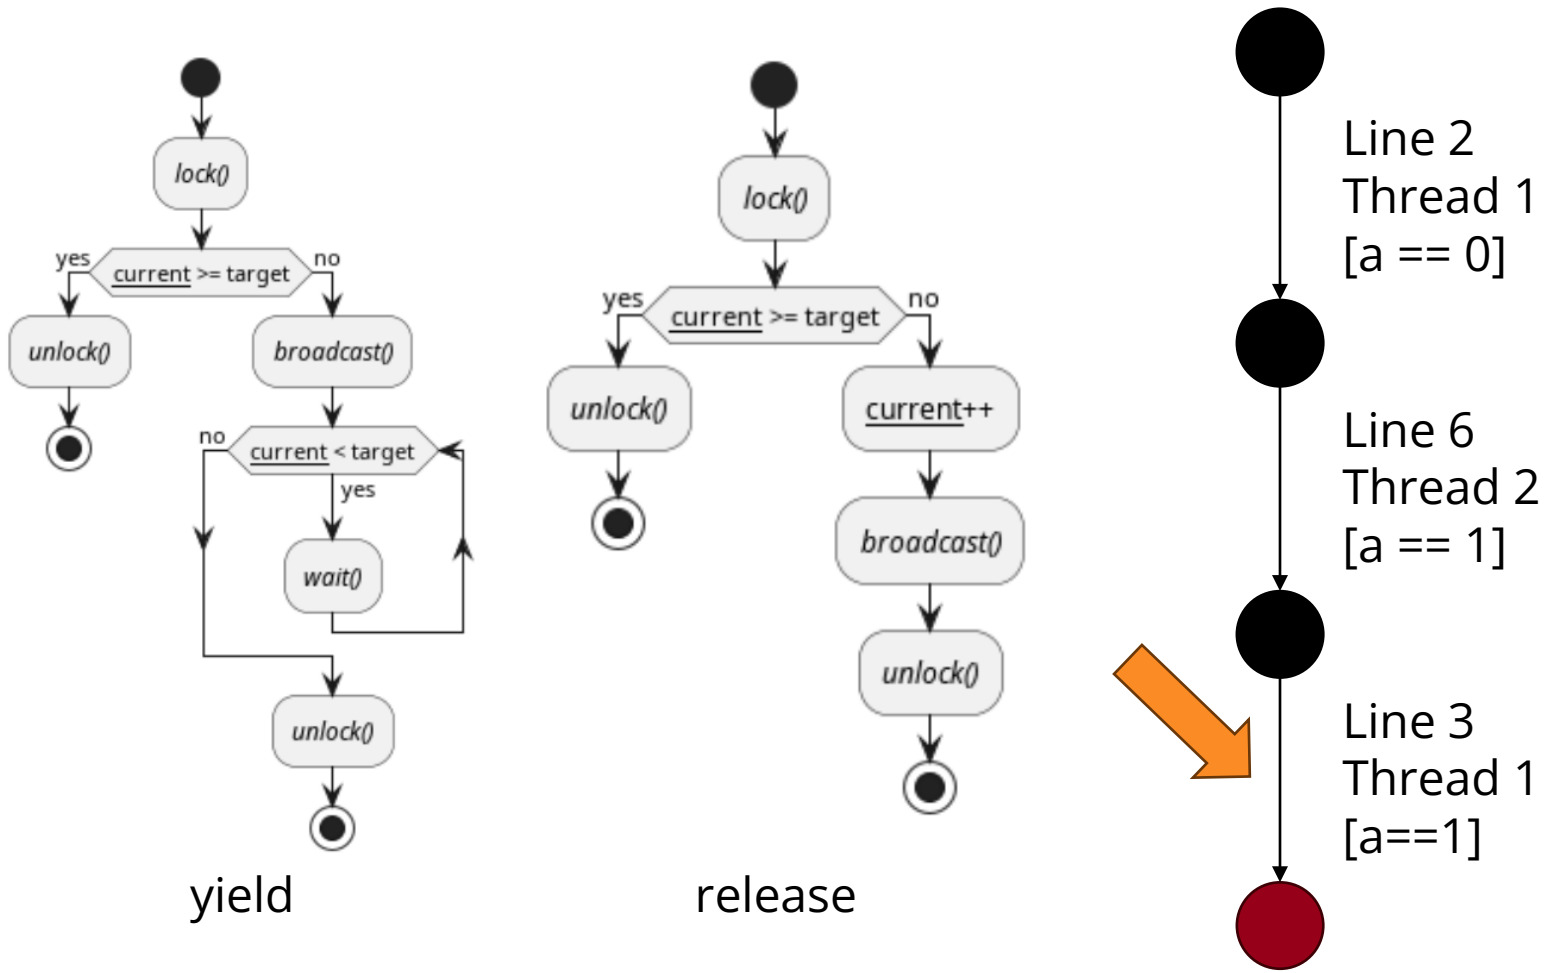 lock()
yes
current >= target
no
unlock()
broadcast()
no
current < target
yes
wait()
unlock()
yield
lock()
yes
current >= target
no
unlock()
current++
broadcast()
unlock()
release
Line 2
Thread 1
[a == 0]
Line 6
Thread 2
[a == 1]
Line 3
Thread 1
[a==1]